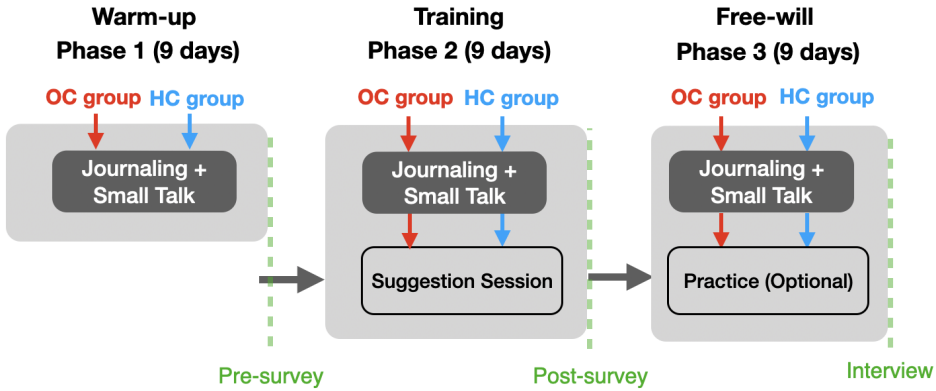 Warm-up
Phase 1 (9 days)
OC group HC group
Journaling +
Small Talk
Pre-survey
Training
Phase 2 (9 days)
OC group HC group
Journaling +
Small Talk
Suggestion Session
Post-survey
Free-will
Phase 3 (9 days)
OC group HC group
Journaling +
Small Talk
Practice (Optional)
Interview